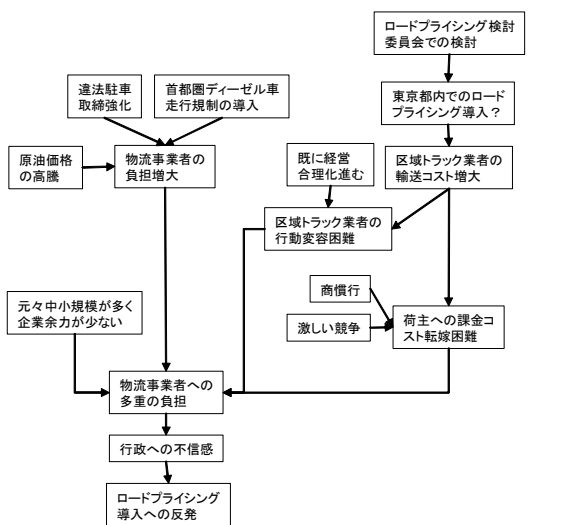 ロードプライシング検討
委員会での検討
違法駐車
取締強化
首都圏ディーゼル車
走行規制の導入
東京都内でのロード
プライシング導入？
原油価格
の高騰
物流事業者の
負担増大
既に経営
合理化進む
区域トラック業者の
輸送コスト増大
区域トラック業者の
行動変容困難
商慣行
元々中小規模が多く
企業余力が少ない
激しい競争
荷主への課金コ
スト転嫁困難
物流事業者への
多重の負担
行政への不信感
ロードプライシング
導入への反発